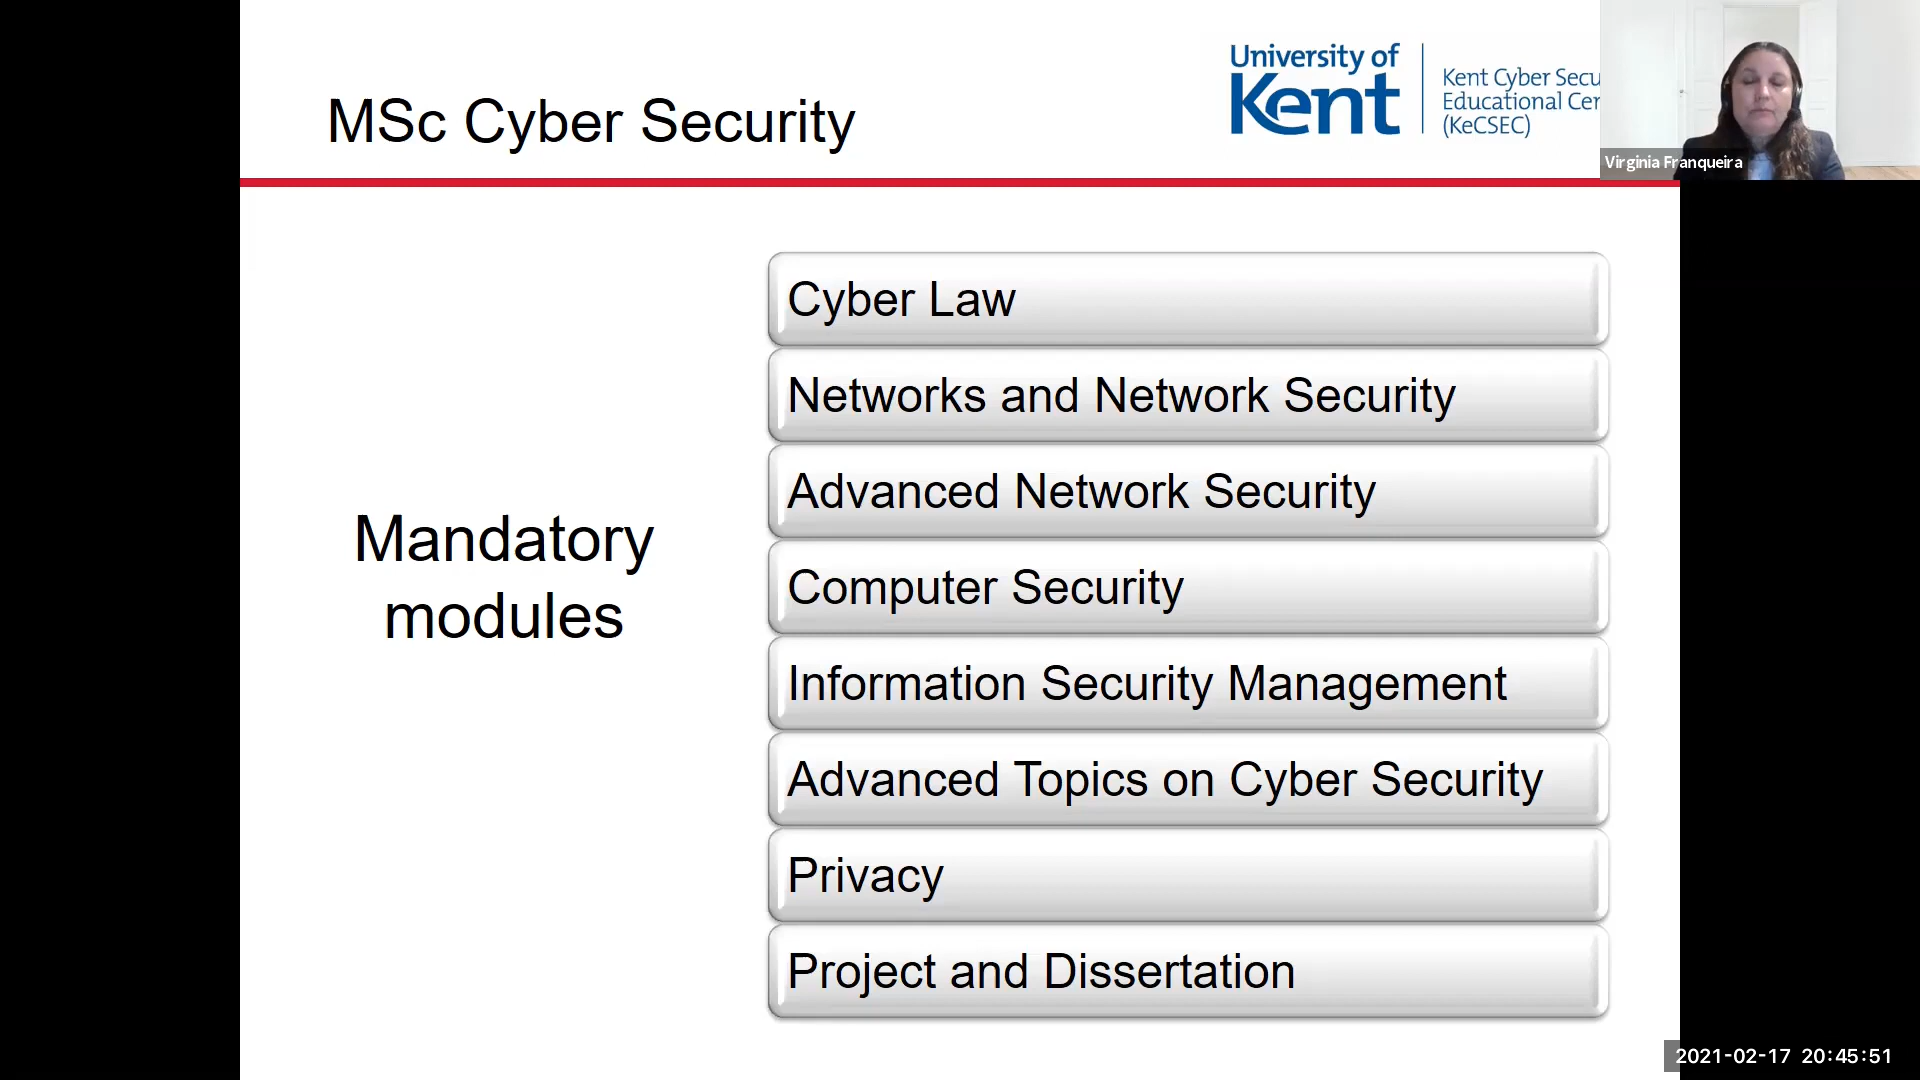 MSc Cyber Security
University of
Kent
Kent Cyber Secu
Educational Cen
(KeCSEC)
Virginia Franqueira
Mandatory
modules
Cyber Law
Networks and Network Security
Advanced Network Security
Computer Security
Information Security Management
Advanced Topics on Cyber Security
Privacy
Project and Dissertation
2021-02-17 20:45:51